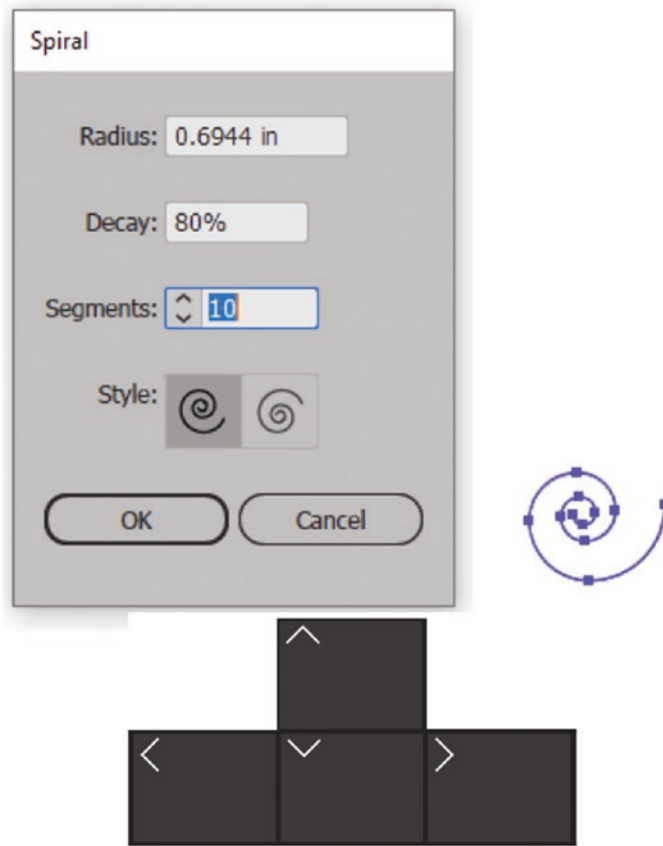 Spiral
Radius: 0.6944 in
Decay: 80%
Segments: 10
Style:
OK Cancel